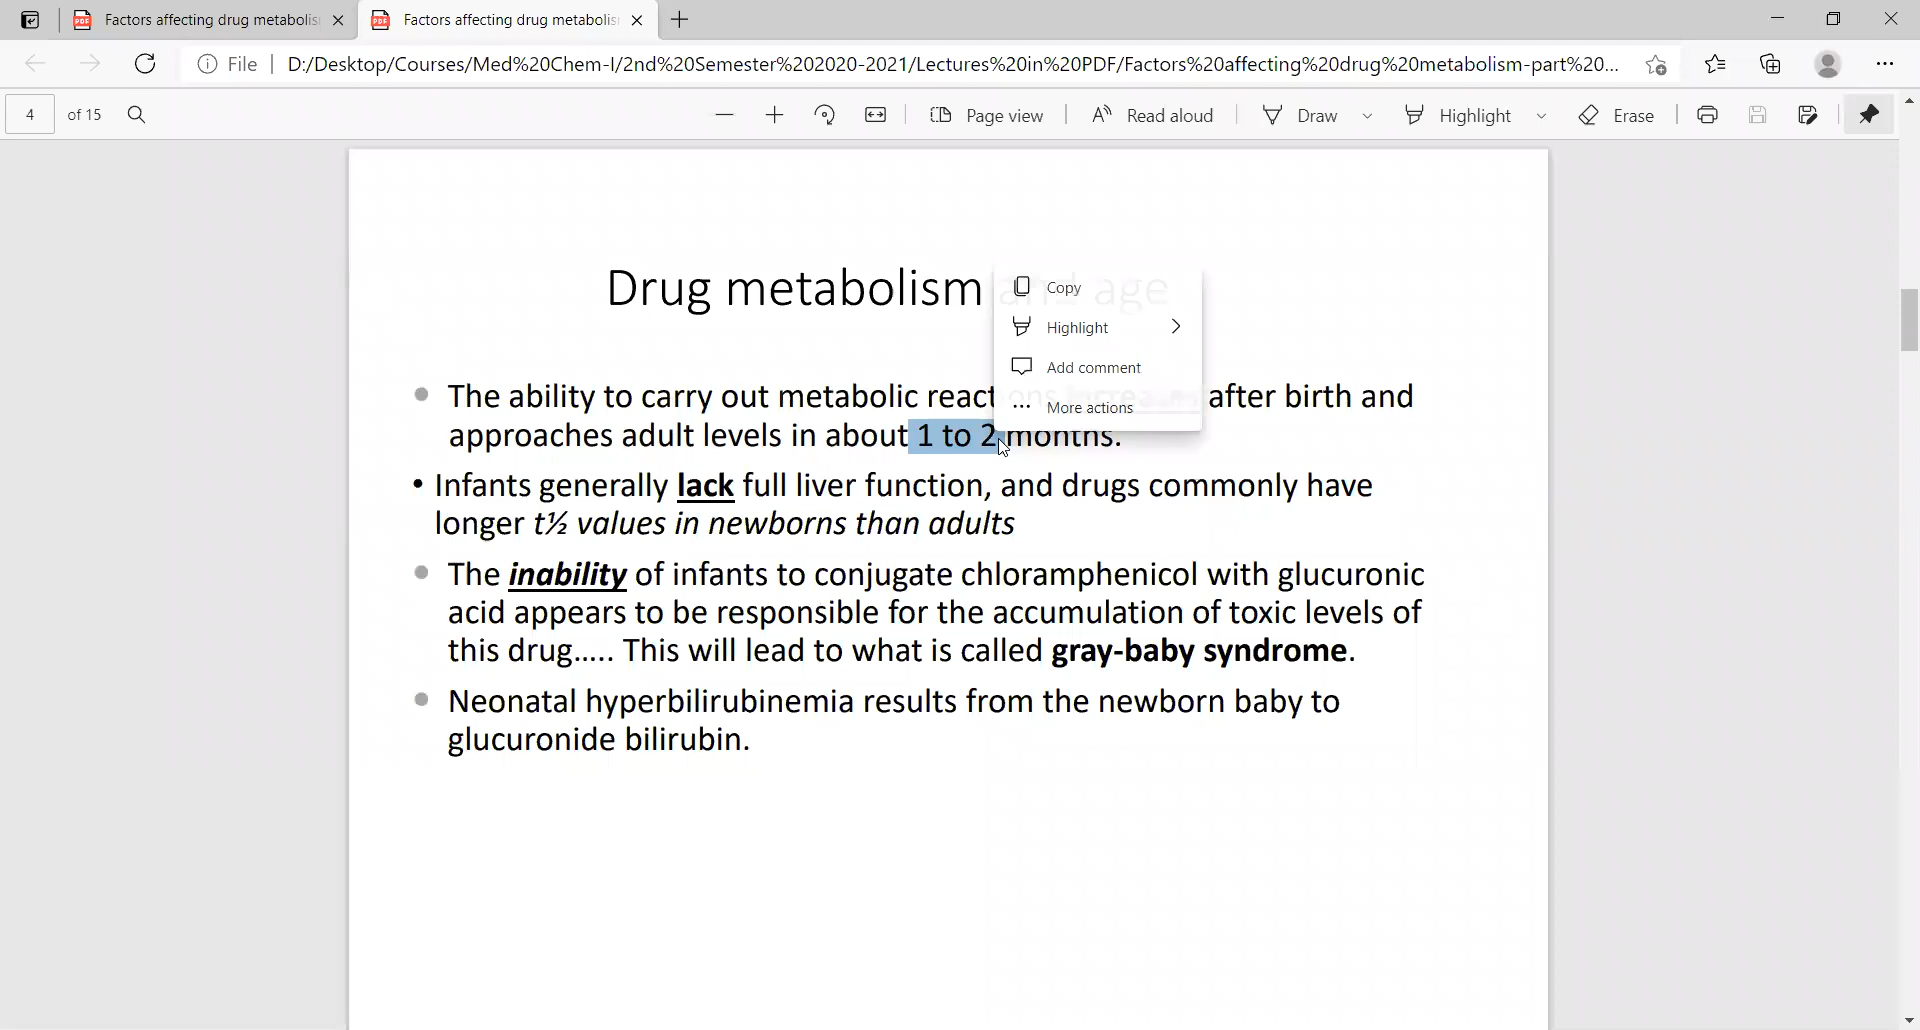 Factors affecting drug metabolis
Factors affecting drug metabolis
File
D:/Desktop/Courses/Med%20Chem-I/2nd%20Semester%202020-2021/Lectures%20in%20PDF/Factors%20affecting%20drug%20metabolism-part%20...
4 of 15
Page view
Read aloud
Draw
Highlight
Erase
Drug metabolism and age
Copy
Highlight
Add comment
More actions
The ability to carry out metabolic reactions increases after birth and
approaches adult levels in about 1 to 2 months.
• Infants generally lack full liver function, and drugs commonly have
longer t½ values in newborns than adults
The inability of infants to conjugate chloramphenicol with glucuronic
acid appears to be responsible for the accumulation of toxic levels of
this drug..... This will lead to what is called gray-baby syndrome.
Neonatal hyperbilirubinemia results from the newborn baby to
glucuronide bilirubin.